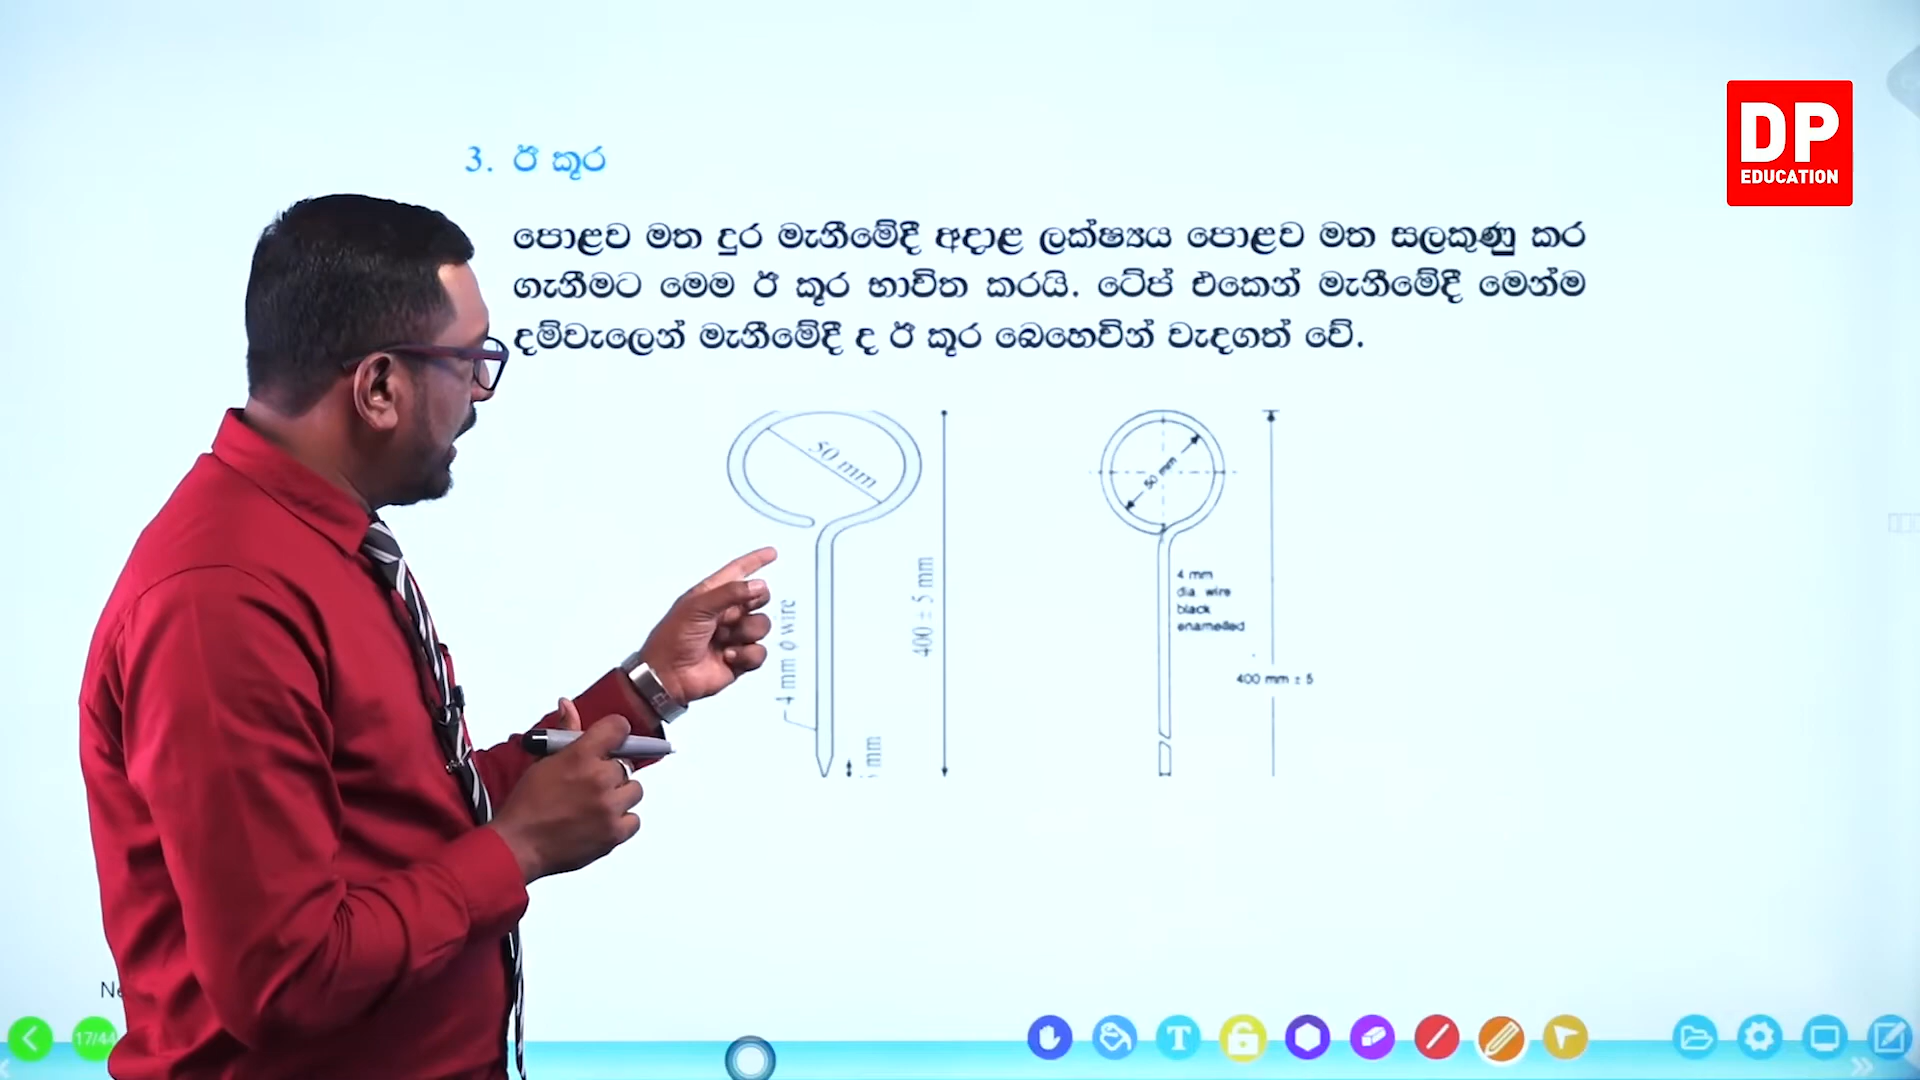 DP
EDUCATION
3. ඊ කූර
පොළව මත දුර මැනීමේදී අදාළ ලක්ෂ්‍යය පොළව මත සලකුණු කර
ගැනීමට මෙම ඊ කූර භාවිත කරයි. ටේප් එකෙන් මැනීමේදී මෙන්ම
දම්වැලෙන් මැනීමේදී ද ඊ කූර බෙහෙවින් වැදගත් වේ.
50 mm
4 mm ϕ wire
400 ± 5 mm
mm
50 mm
4 mm
dia wire
black
enamelled
400 mm ± 5
17/44
T